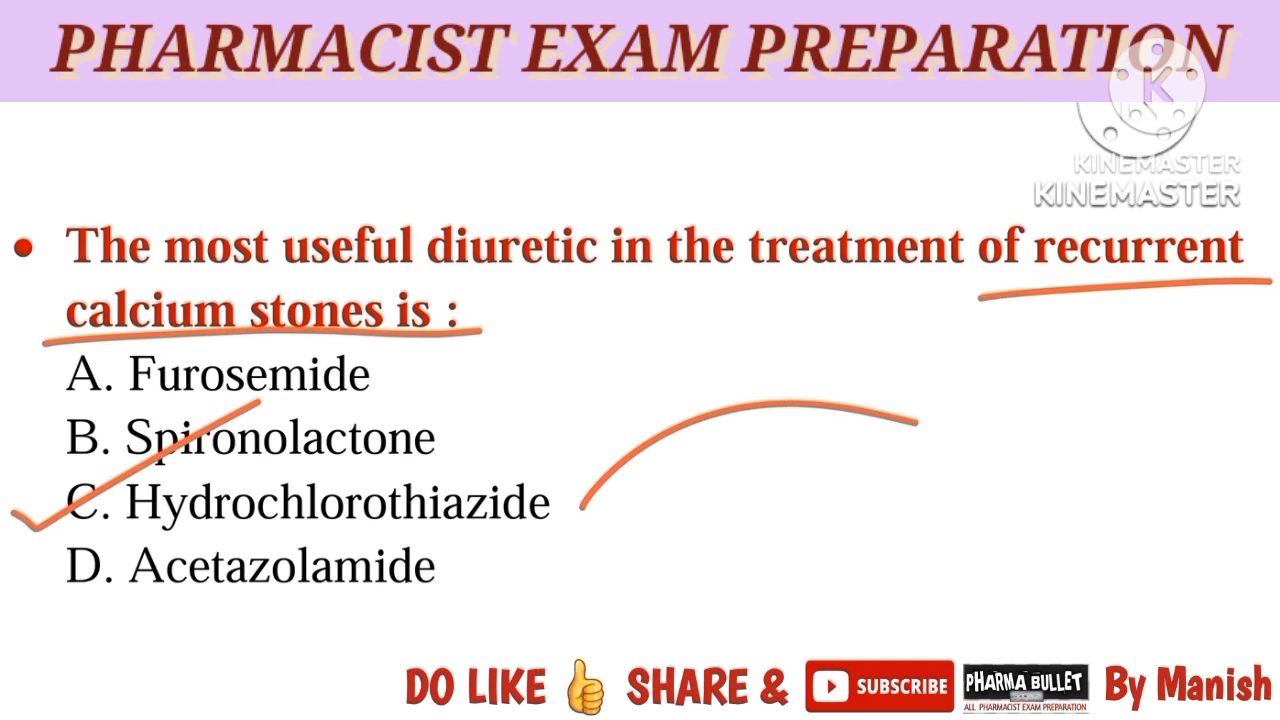 PHARMACIST EXAM PREPARATION
K
KINEMASTER
KINEMASTER
• The most useful diuretic in the treatment of recurrent
calcium stones is :
A. Furosemide
B. Spironolactone
C. Hydrochlorothiazide
D. Acetazolamide
DO LIKE 👍 SHARE & SUBSCRIBE PHARMA BULLET By Manish
ALL PHARMACIST EXAM PREPARATION